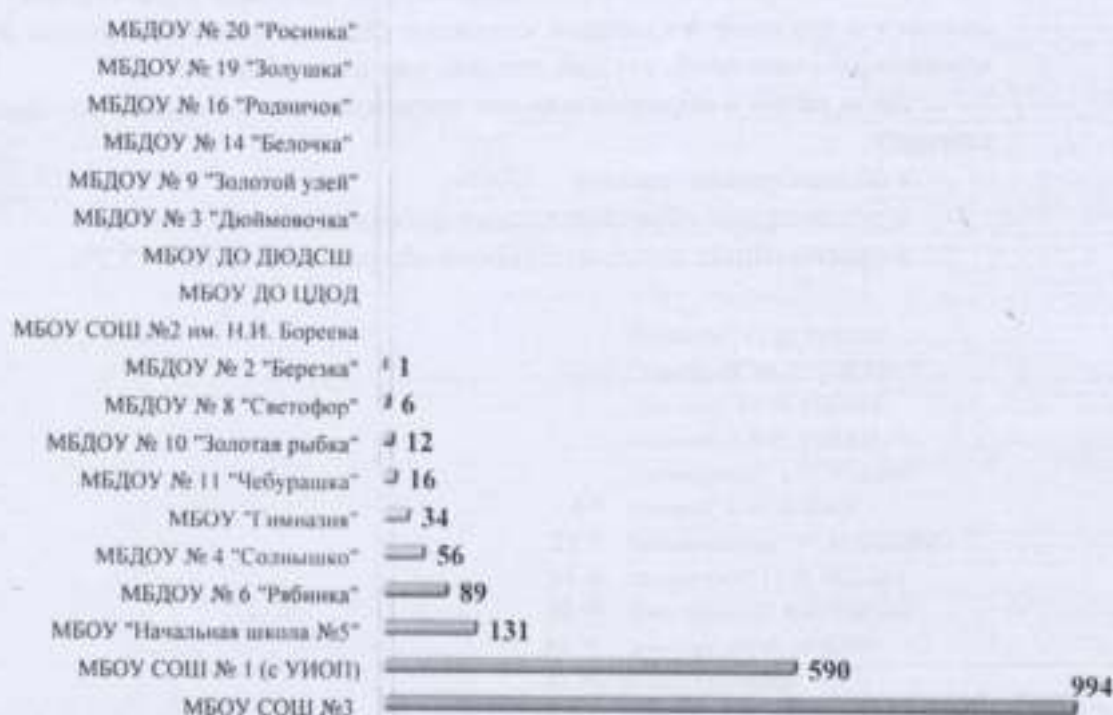 МБДОУ № 20 "Росинка"
МБДОУ № 19 "Золушка"
МБДОУ № 16 "Родничок"
МБДОУ № 14 "Белочка"
МБДОУ № 9 "Золотой улей"
МБДОУ № 3 "Дюймовочка"
МБОУ ДО ДЮДСШ
МБОУ ДО ЦДОД
МБОУ СОШ №2 им. Н.И. Бореева
МБДОУ № 2 "Березка" 1
МБДОУ № 8 "Светофор" 6
МБДОУ № 10 "Золотая рыбка" 12
МБДОУ № 11 "Чебурашка" 16
МБОУ "Гимназия" 34
МБДОУ № 4 "Солнышко" 56
МБДОУ № 6 "Рябинка" 89
МБОУ "Начальная школа №5" 131
МБОУ СОШ № 1 (с УИОП) 590
МБОУ СОШ №3 994